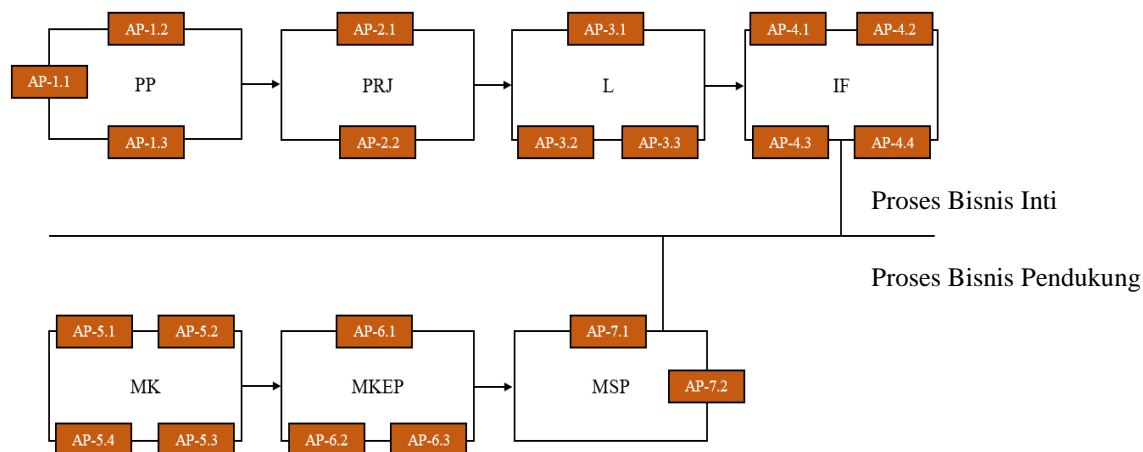 AP-1.2
AP-2.1
AP-3.1
AP-4.1
AP-4.2
AP-1.1
PP
PRJ
L
IF
AP-1.3
AP-2.2
AP-3.2
AP-3.3
AP-4.3
AP-4.4
Proses Bisnis Inti
Proses Bisnis Pendukung
AP-5.1
AP-5.2
AP-6.1
AP-7.1
MK
MKEP
MSP
AP-7.2
AP-5.4
AP-5.3
AP-6.2
AP-6.3